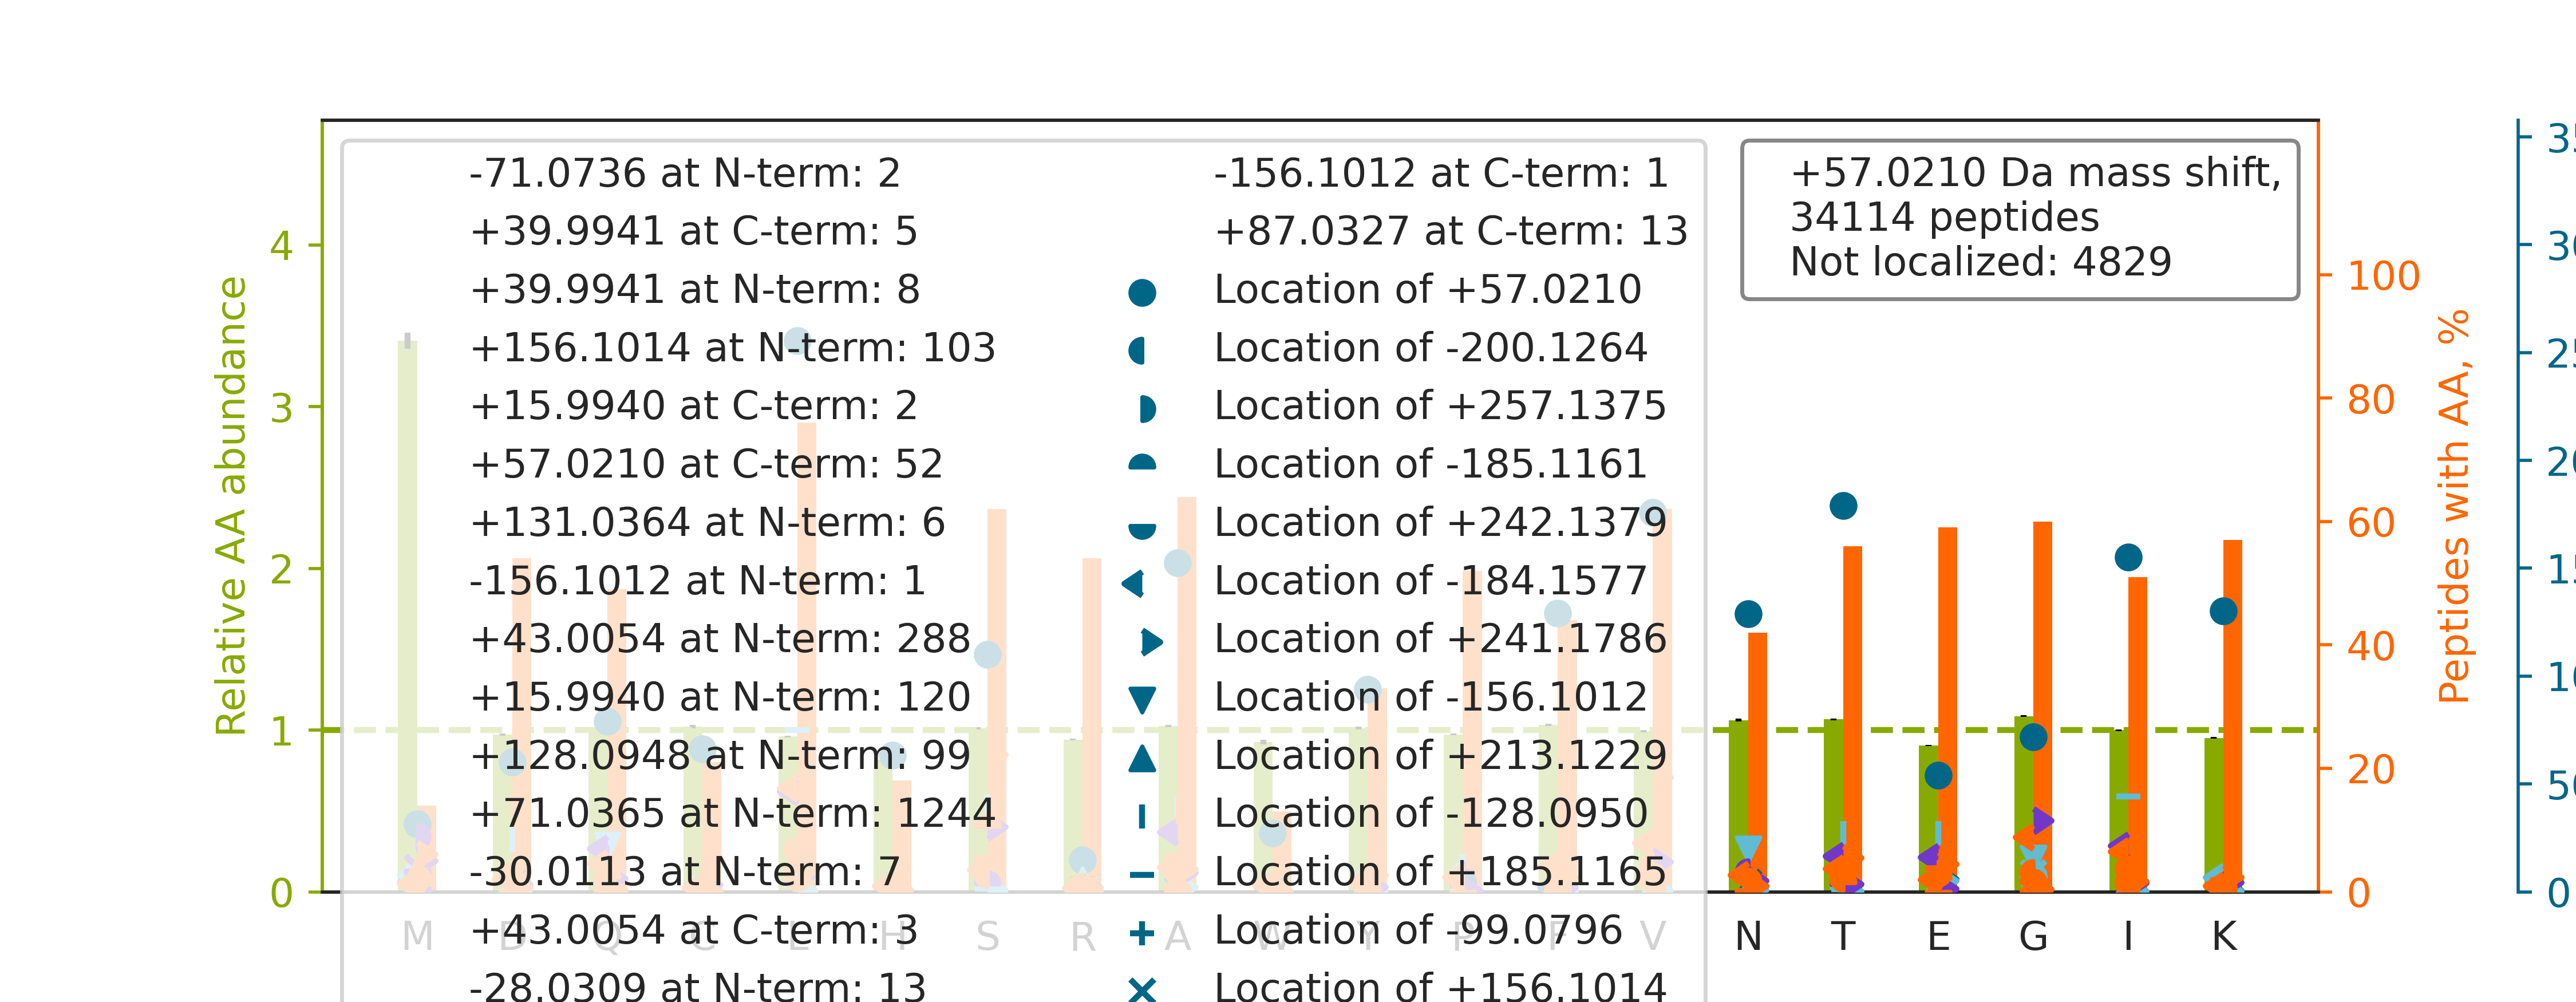 -71.0736 at N-term: 2
+39.9941 at C-term: 5
+39.9941 at N-term: 8
+156.1014 at N-term: 103
+15.9940 at C-term: 2
+57.0210 at C-term: 52
+131.0364 at N-term: 6
-156.1012 at N-term: 1
+43.0054 at N-term: 288
+15.9940 at N-term: 120
+128.0948 at N-term: 99
+71.0365 at N-term: 1244
-30.0113 at N-term: 7
+43.0054 at C-term: 3
-28.0309 at N-term: 13
-156.1012 at C-term: 1
+87.0327 at C-term: 13
Location of +57.0210
Location of -200.1264
Location of +257.1375
Location of -185.1161
Location of +242.1379
Location of -184.1577
Location of +241.1786
Location of -156.1012
Location of +213.1229
Location of -128.0950
Location of +185.1165
Location of -99.0796
Location of +156.1014
+57.0210 Da mass shift,
34114 peptides
Not localized: 4829
Relative AA abundance
4
3
2
1
0
M D Q C L H S R A W Y P F V N T E G I K
100
80
60
40
20
0
Peptides with AA, %
0